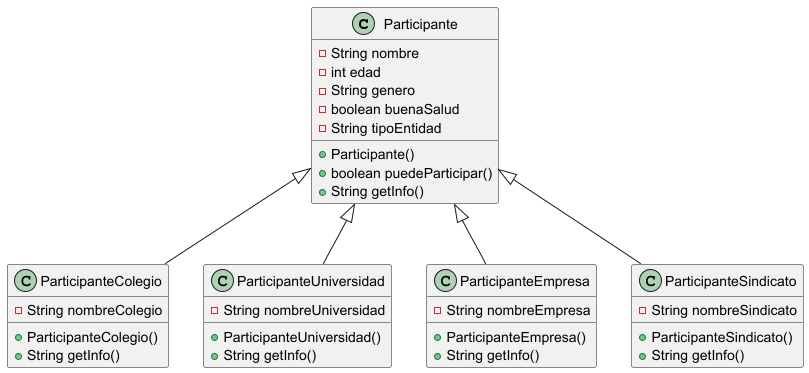 C Participante
String nombre
int edad
String genero
boolean buenaSalud
String tipoEntidad
Participante()
boolean puedeParticipar()
String getInfo()
C ParticipanteColegio
String nombreColegio
ParticipanteColegio()
String getInfo()
C ParticipanteUniversidad
String nombreUniversidad
ParticipanteUniversidad()
String getInfo()
C ParticipanteEmpresa
String nombreEmpresa
ParticipanteEmpresa()
String getInfo()
C ParticipanteSindicato
String nombreSindicato
ParticipanteSindicato()
String getInfo()